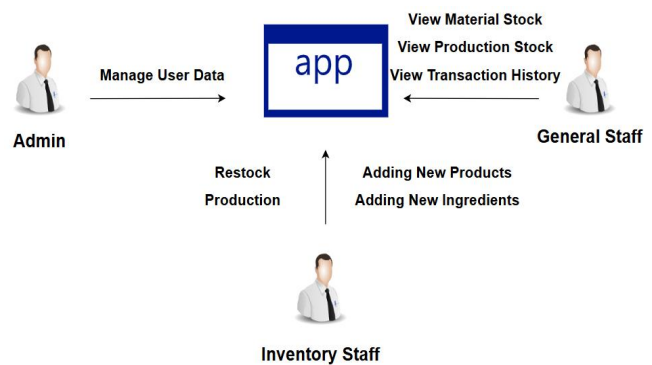 View Material Stock
app
View Production Stock
Manage User Data
View Transaction History
Admin
General Staff
Restock
Adding New Products
Production
Adding New Ingredients
Inventory Staff